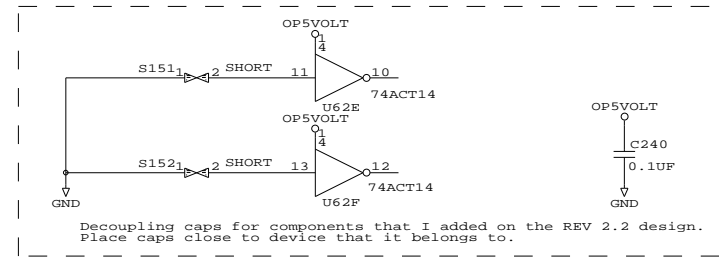 OP5VOLT
1
4
S151 1 2 SHORT 11 10
74ACT14
U62E
OP5VOLT
1
4
S152 1 2 SHORT 13 12
74ACT14
U62F
GND
OP5VOLT
C240
0.1UF
GND
Decoupling caps for components that I added on the REV 2.2 design.
Place caps close to device that it belongs to.